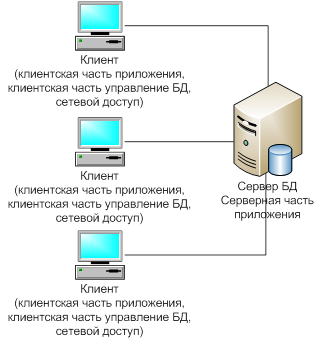 Клиент
(клиентская часть приложения,
клиентская часть управление БД,
сетевой доступ)
Клиент
(клиентская часть приложения,
клиентская часть управление БД,
сетевой доступ)
Сервер БД
Серверная часть
приложения
Клиент
(клиентская часть приложения,
клиентская часть управление БД,
сетевой доступ)